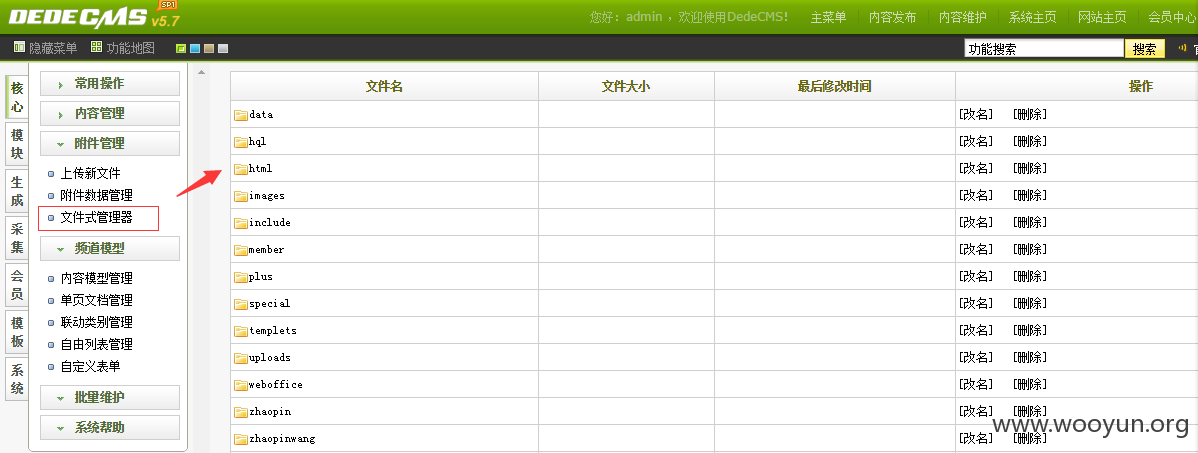 DEDECMS v5.7 SP1
您好：admin ，欢迎使用DedeCMS！ 主菜单 内容发布 内容维护 系统主页 网站主页 会员中心
隐藏菜单 功能地图 功能搜索 搜索
核心
模块
生成
采集
会员
模板
系统
常用操作
内容管理
附件管理
上传新文件
附件数据管理
文件式管理器
频道模型
内容模型管理
单页文档管理
联动类别管理
自由列表管理
自定义表单
批量维护
系统帮助
文件名 文件大小 最后修改时间 操作
data [改名] [删除]
hql [改名] [删除]
html [改名] [删除]
images [改名] [删除]
include [改名] [删除]
member [改名] [删除]
plus [改名] [删除]
special [改名] [删除]
templets [改名] [删除]
uploads [改名] [删除]
weboffice [改名] [删除]
zhaopin [改名] [删除]
zhaopinwang [改名] [删除]
www.wooyun.org